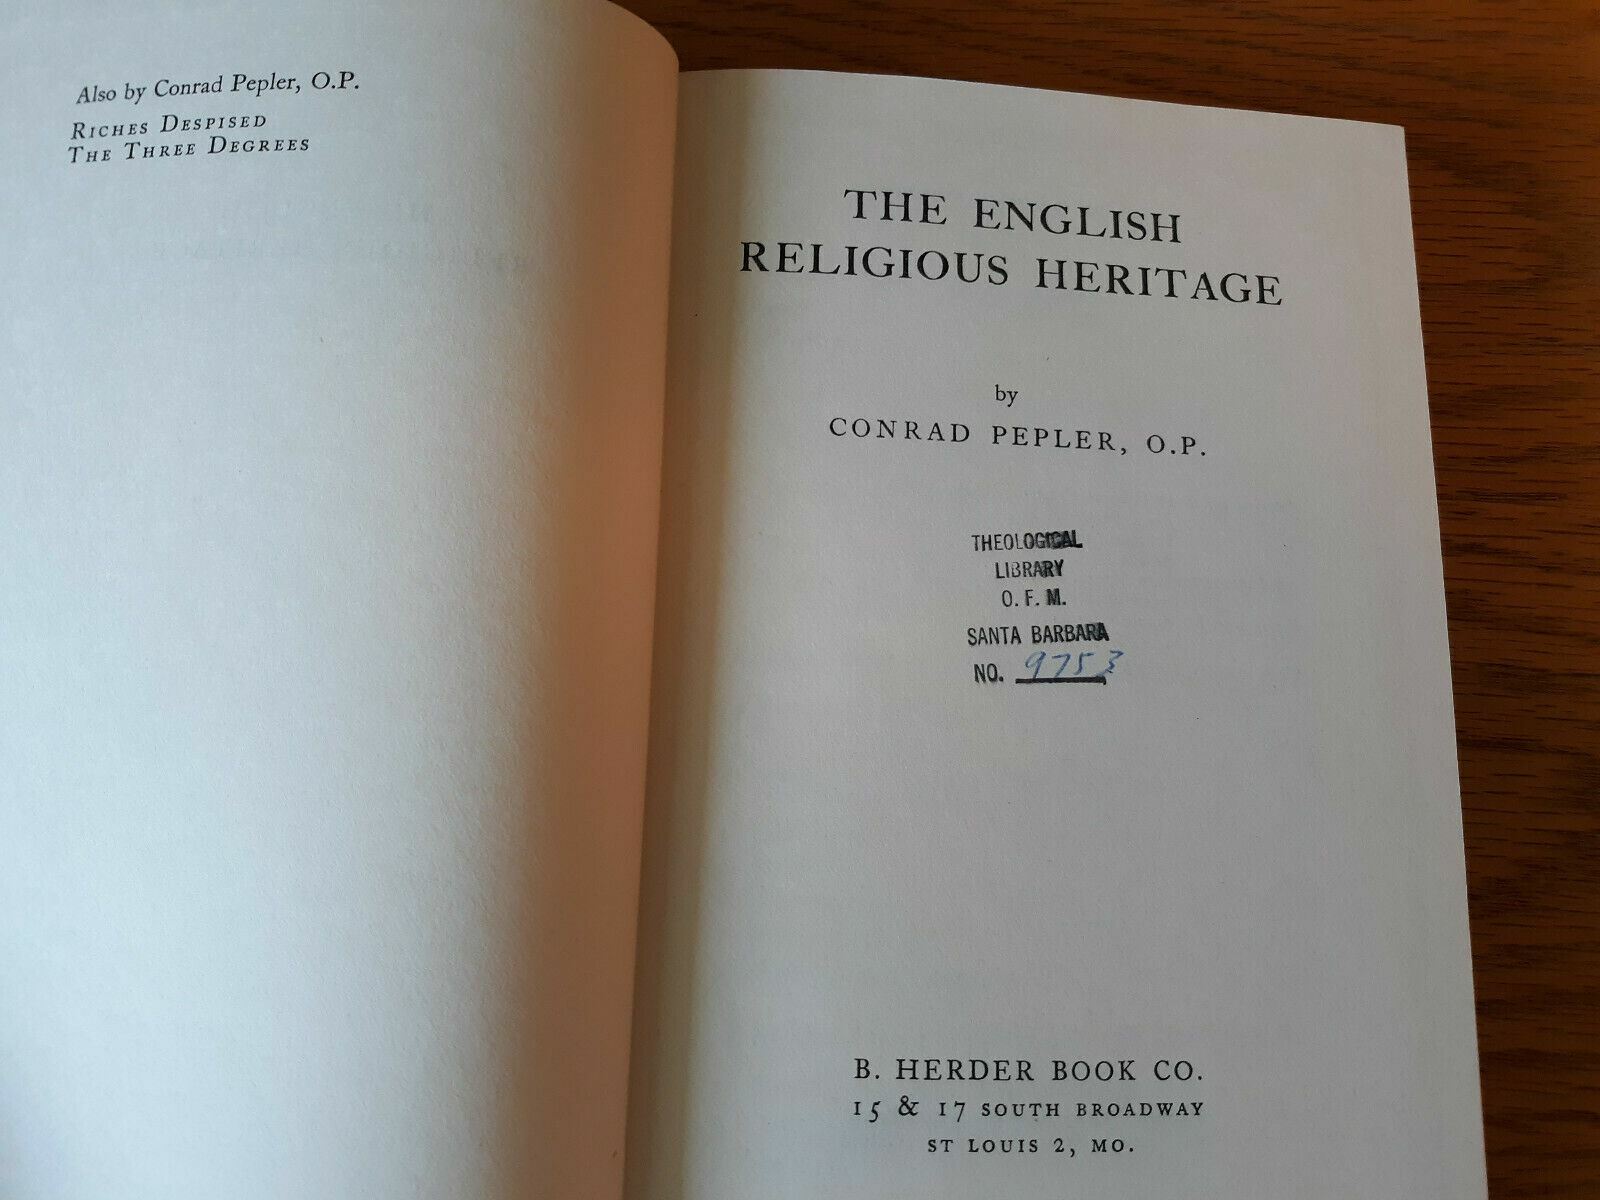 Also by Conrad Pepler, O.P.
RICHES DESPISED
THE THREE DEGREES
THE ENGLISH
RELIGIOUS HERITAGE
by
CONRAD PEPLER, O.P.
THEOLOGICAL
LIBRARY
O. F. M.
SANTA BARBARA
NO. 9753
B. HERDER BOOK CO.
15 & 17 SOUTH BROADWAY
ST LOUIS 2, MO.